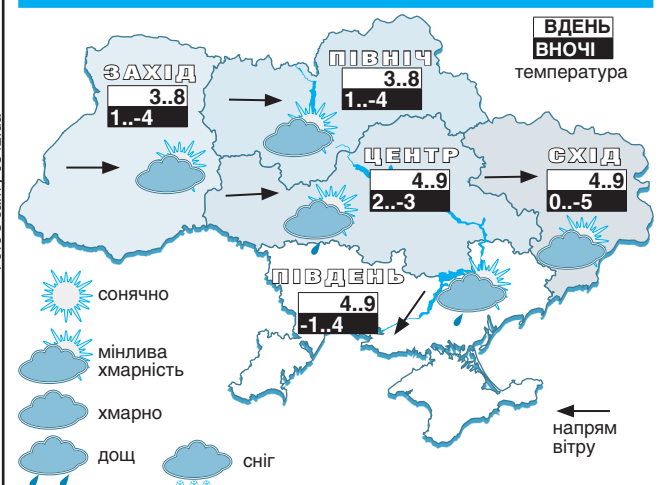 ВДЕНЬ
ВНОЧІ
температура
ЗАХІД
3..8
1..-4
ПІВНІЧ
3..8
1..-4
ЦЕНТР
4..9
2..-3
СХІД
4..9
0..-5
ПІВДЕНЬ
4..9
-1..4
сонячно
мінлива
хмарність
хмарно
дощ
сніг
напрям
вітру